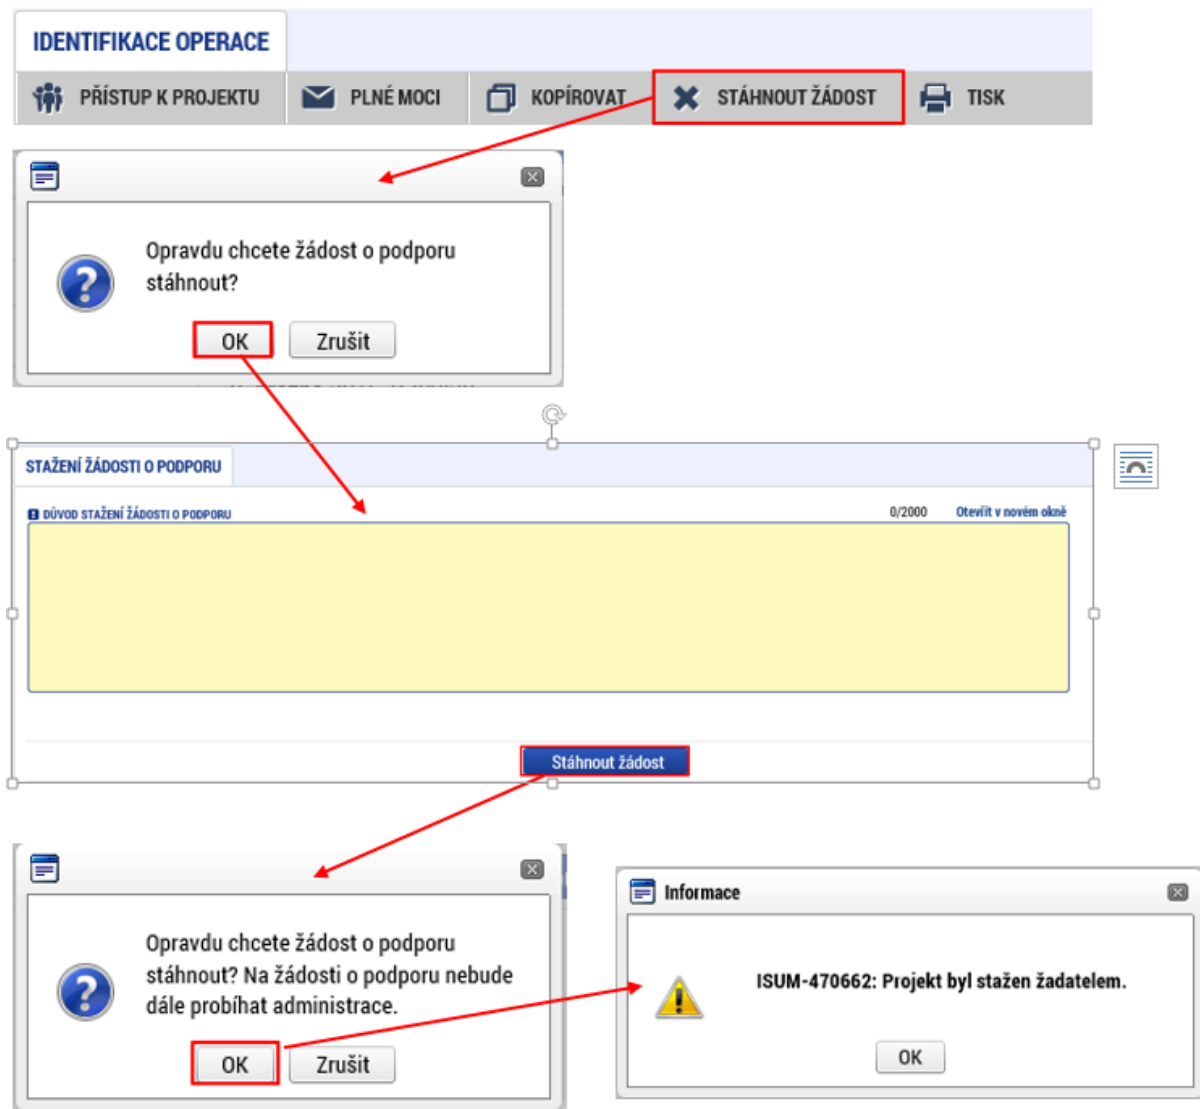 IDENTIFIKACE OPERACE
PŘÍSTUP K PROJEKTU PLNÉ MOCI KOPÍROVAT STÁHNOUT ŽÁDOST TISK
Opravdu chcete žádost o podporu
stáhnout?
OK Zrušit
STAŽENÍ ŽÁDOSTI O PODPORU
DŮVOD STAŽENÍ ŽÁDOSTI O PODPORU 0/2000 Otevřít v novém okně
Stáhnout žádost
Opravdu chcete žádost o podporu
stáhnout? Na žádosti o podporu nebude
dále probíhat administrace.
OK Zrušit
Informace
ISUM-470662: Projekt byl stažen žadatelem.
OK